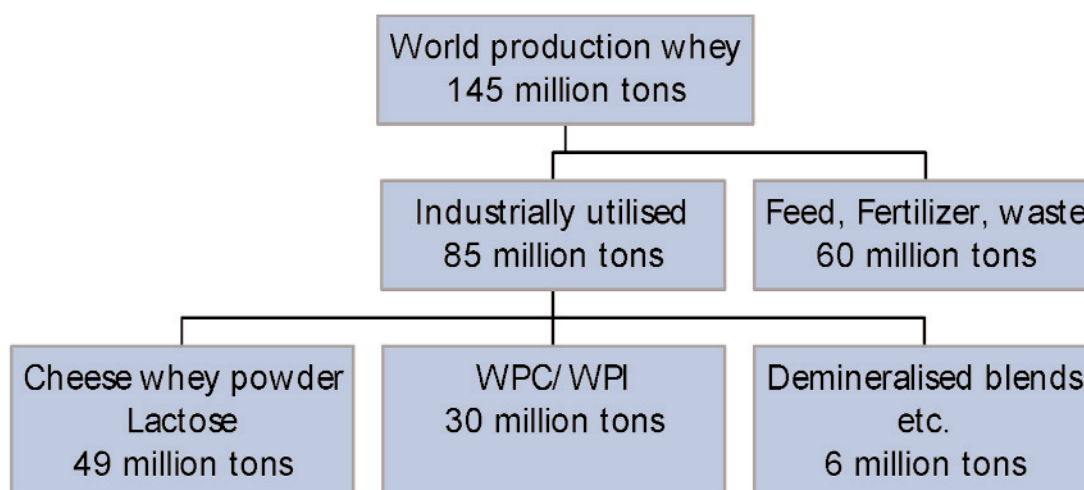 World production whey
145 million tons
Industrially utilised
85 million tons
Feed, Fertilizer, waste
60 million tons
Cheese whey powder
Lactose
49 million tons
WPC/ WPI
30 million tons
Demineralised blends
etc.
6 million tons